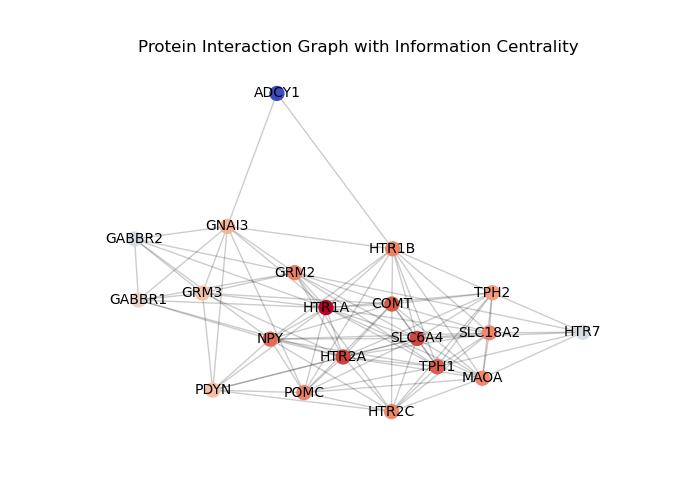 Protein Interaction Graph with Information Centrality
ADCY1
GNAI3
GABBR2
HTR1B
GRM2
GRM3
TPH2
GABBR1
COMT
HTR1A
HTR7
SLC18A2
SLC6A4
NPY
HTR2A
TPH1
MAOA
PDYN
POMC
HTR2C